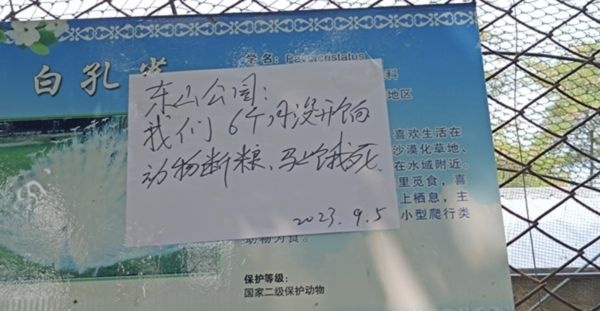 白孔雀
学名：Pavo cristatus
科
地区
喜欢生活在
沙漠化草地、
在水域附近。
里觅食，喜
上栖息，主
小型爬行类
动物为食。
保护等级：
国家二级保护动物
东山公园：
我们6个月没开饷
动物断粮、马上饿死.
2023.9.5